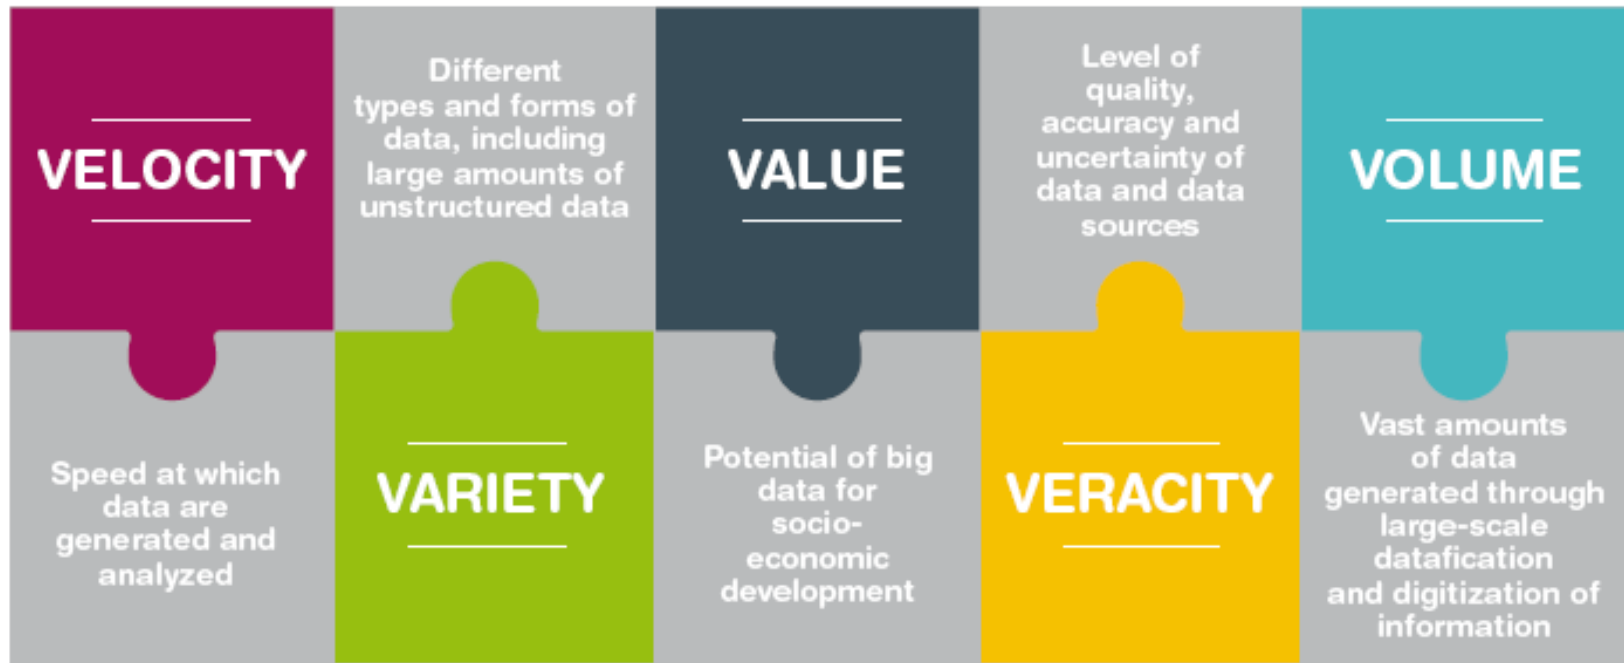 VELOCITY
Speed at which
data are
generated and
analyzed
Different
types and forms of
data, including
large amounts of
unstructured data
VARIETY
VALUE
Potential of big
data for
socio-
economic
development
Level of
quality,
accuracy and
uncertainty of
data and data
sources
VERACITY
VOLUME
Vast amounts
of data
generated through
large-scale
datafication
and digitization of
information